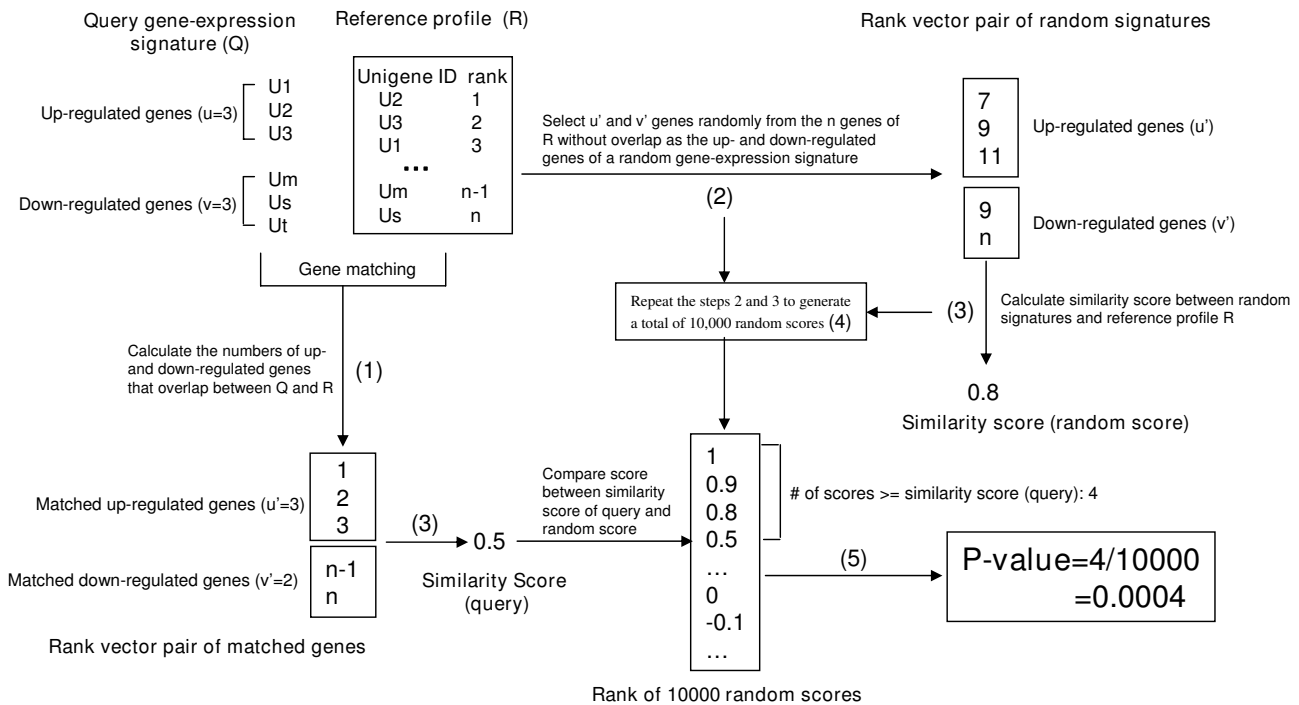 Query gene-expression
signature (Q)
Up-regulated genes (u=3)
U1
U2
U3
Down-regulated genes (v=3)
Um
Us
Ut
Reference profile (R)
Unigene ID rank
U2 1
U3 2
U1 3
...
Um n-1
Us n
Gene matching
Select u' and v' genes randomly from the n genes of
R without overlap as the up- and down-regulated
genes of a random gene-expression signature
(2)
Rank vector pair of random signatures
7
9
11
Up-regulated genes (u')
9
n
Down-regulated genes (v')
(3)
Calculate similarity score between random
signatures and reference profile R
0.8
Similarity score (random score)
Repeat the steps 2 and 3 to generate
a total of 10,000 random scores (4)
Calculate the numbers of up-
and down-regulated genes
that overlap between Q and R
(1)
Matched up-regulated genes (u'=3)
1
2
3
Matched down-regulated genes (v'=2)
n-1
n
Rank vector pair of matched genes
(3)
0.5
Similarity Score
(query)
Compare score
between similarity
score of query and
random score
1
0.9
0.8
0.5
...
0
-0.1
...
Rank of 10000 random scores
# of scores >= similarity score (query): 4
(5)
P-value=4/10000
=0.0004